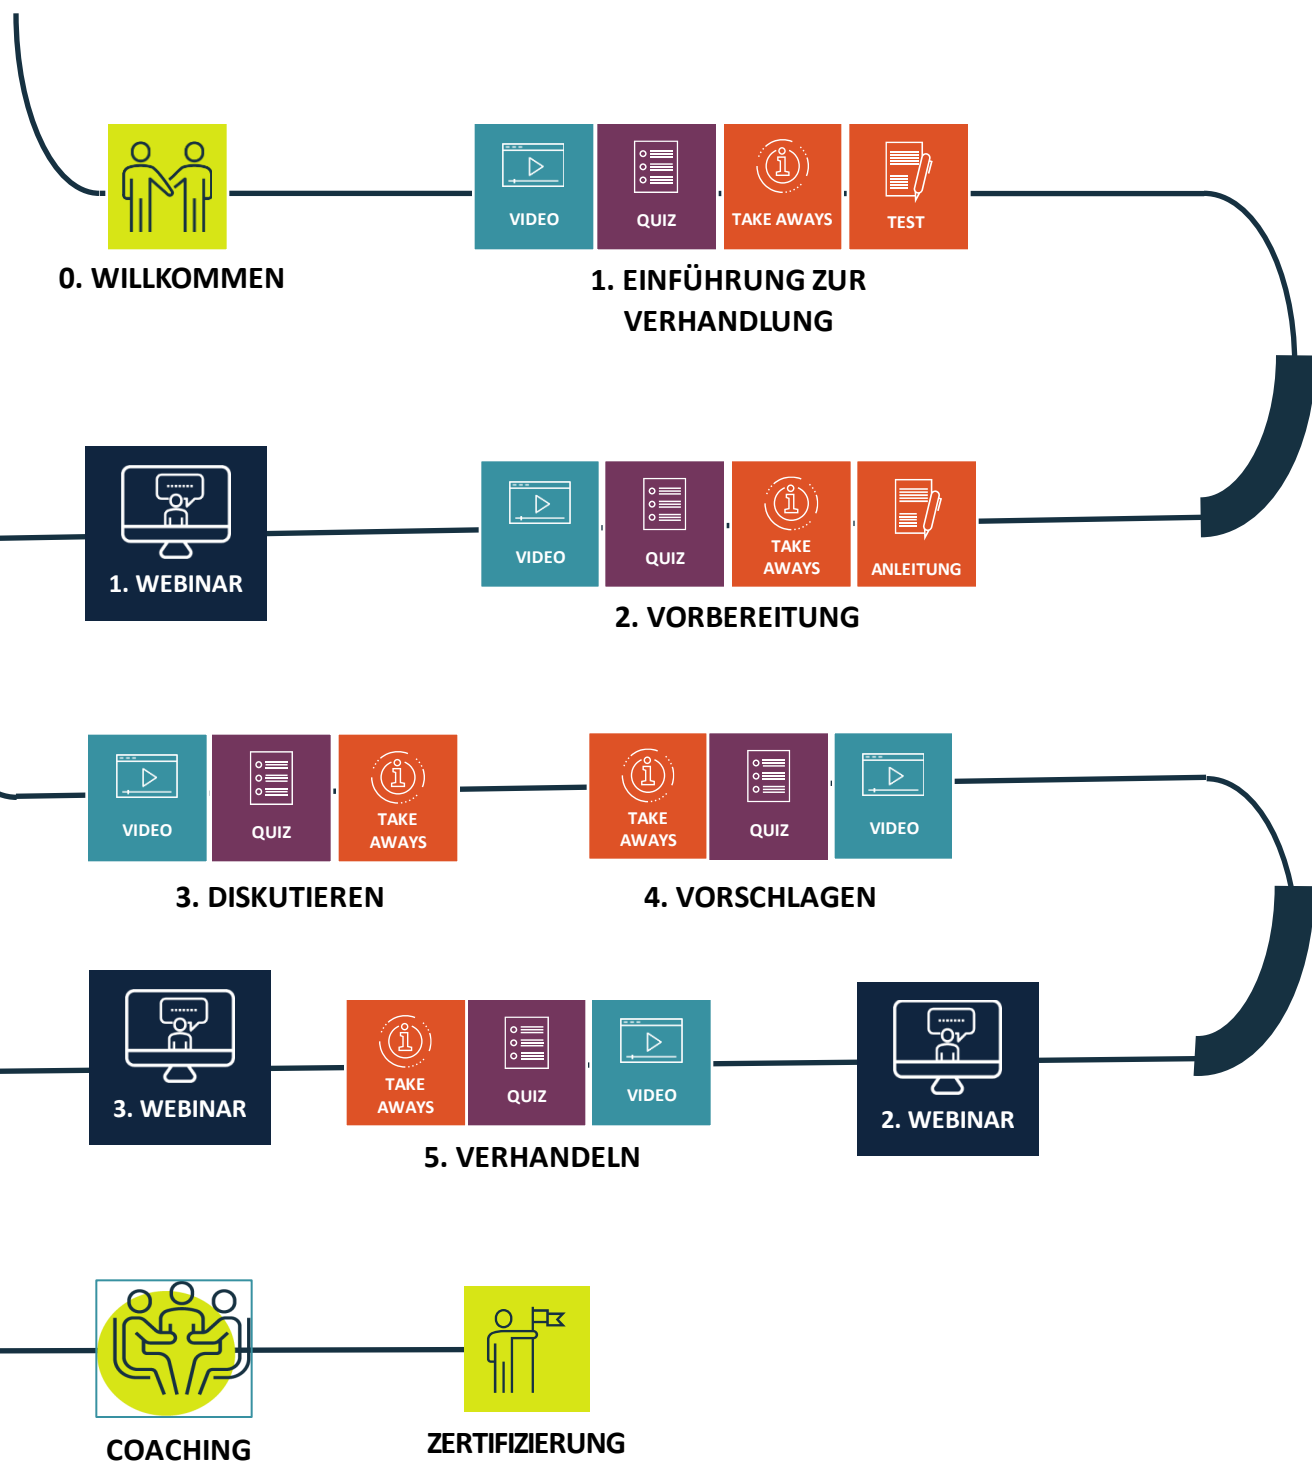 VIDEO
QUIZ
TAKE AWAYS
TEST
0. WILLKOMMEN
1. EINFÜHRUNG ZUR
VERHANDLUNG
1. WEBINAR
VIDEO
QUIZ
TAKE
AWAYS
ANLEITUNG
2. VORBEREITUNG
VIDEO
QUIZ
TAKE
AWAYS
3. DISKUTIEREN
TAKE
AWAYS
QUIZ
VIDEO
4. VORSCHLAGEN
3. WEBINAR
TAKE
AWAYS
QUIZ
VIDEO
5. VERHANDELN
2. WEBINAR
COACHING
ZERTIFIZIERUNG